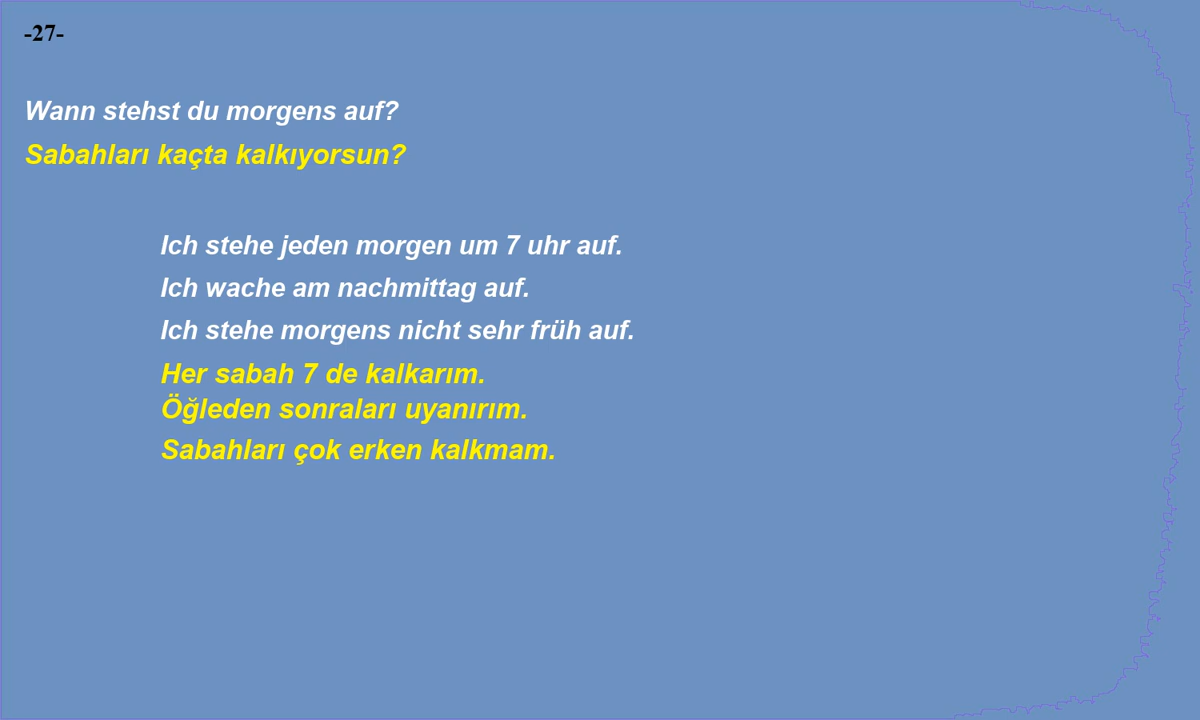 -27-
Wann stehst du morgens auf?
Sabahları kaçta kalkıyorsun?
Ich stehe jeden morgen um 7 uhr auf.
Ich wache am nachmittag auf.
Ich stehe morgens nicht sehr früh auf.
Her sabah 7 de kalkarım.
Öğleden sonraları uyanırım.
Sabahları çok erken kalkmam.